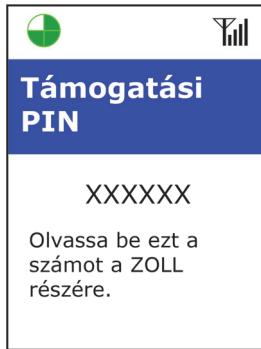 Támogatási
PIN
XXXXXX
Olvassa be ezt a
számot a ZOLL
részére.